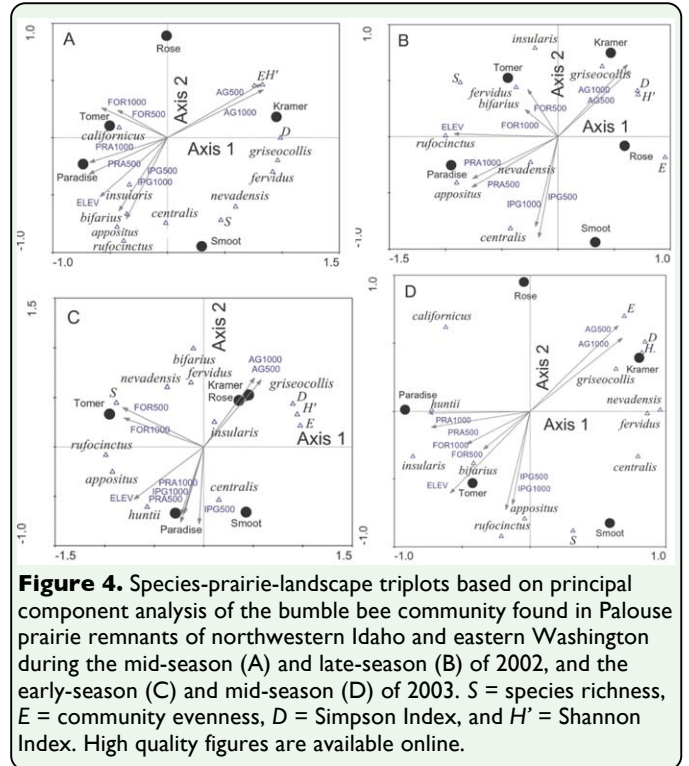 A
1.0
-1.0
-1.0
1.5
Axis 2
Axis 1
Rose
EH'
AG500
AG1000
Kramer
D
griseocollis
fervidus
nevadensis
S
centralis
Smoot
FOR1000
FOR500
Tomer
californicus
PRA1000
PRA500
Paradise
IPG500
IPG1000
insularis
ELEV
bifarius
appositus
rufocinctus
B
1.0
-1.0
-1.5
1.0
Axis 2
Axis 1
insularis
Kramer
Tomer
griseocollis
S
fervidus
AG1000
D
bifarius
AG500
H'
FOR500
ELEV
FOR1000
rufocinctus
Rose
PRA1000
nevadensis
E
Paradise
PRA500
IPG500
appositus
IPG1000
centralis
Smoot
C
1.5
-1.0
-1.5
1.5
Axis 2
Axis 1
bifarius
AG1000
fervidus
AG500
nevadensis
Kramer
griseocollis
S
Rose
D
Tomer
FOR500
H'
FOR1000
insularis
E
rufocinctus
appositus
PRA1000
centralis
ELEV
IPG1000
PRA500
IPG500
huntii
Paradise
Smoot
D
1.0
-1.0
-1.0
1.0
Axis 2
Axis 1
Rose
californicus
E
AG500
D
AG1000
H.
Kramer
griseocollis
Paradise
huntii
nevadensis
PRA1000
fervidus
PRA500
FOR1000
insularis
FOR500
centralis
bifarius
IPG500
ELEV
Tomer
IPG1000
appositus
rufocinctus
S
Smoot
Figure 4. Species-prairie-landscape triplots based on principal
component analysis of the bumble bee community found in Palouse
prairie remnants of northwestern Idaho and eastern Washington
during the mid-season (A) and late-season (B) of 2002, and the
early-season (C) and mid-season (D) of 2003. S = species richness,
E = community evenness, D = Simpson Index, and H' = Shannon
Index. High quality figures are available online.